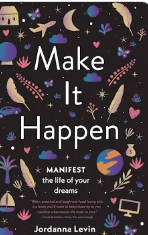 Make
It
Happen
MANIFEST
the life of your
dreams
Jordanna Levin